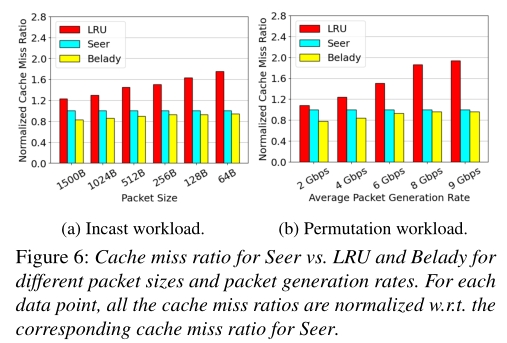 2.8
2.4
2.0
1.6
1.2
0.8
0.4
0.0
Normalized Cache Miss Ratio
LRU
Seer
Belady
1500B
1024B
512B
256B
128B
64B
Packet Size
2.8
2.4
2.0
1.6
1.2
0.8
0.4
0.0
Normalized Cache Miss Ratio
LRU
Seer
Belady
2 Gbps
4 Gbps
6 Gbps
8 Gbps
9 Gbps
Average Packet Generation Rate
(a) Incast workload.
(b) Permutation workload.
Figure 6: Cache miss ratio for Seer vs. LRU and Belady for
different packet sizes and packet generation rates. For each
data point, all the cache miss ratios are normalized w.r.t. the
corresponding cache miss ratio for Seer.